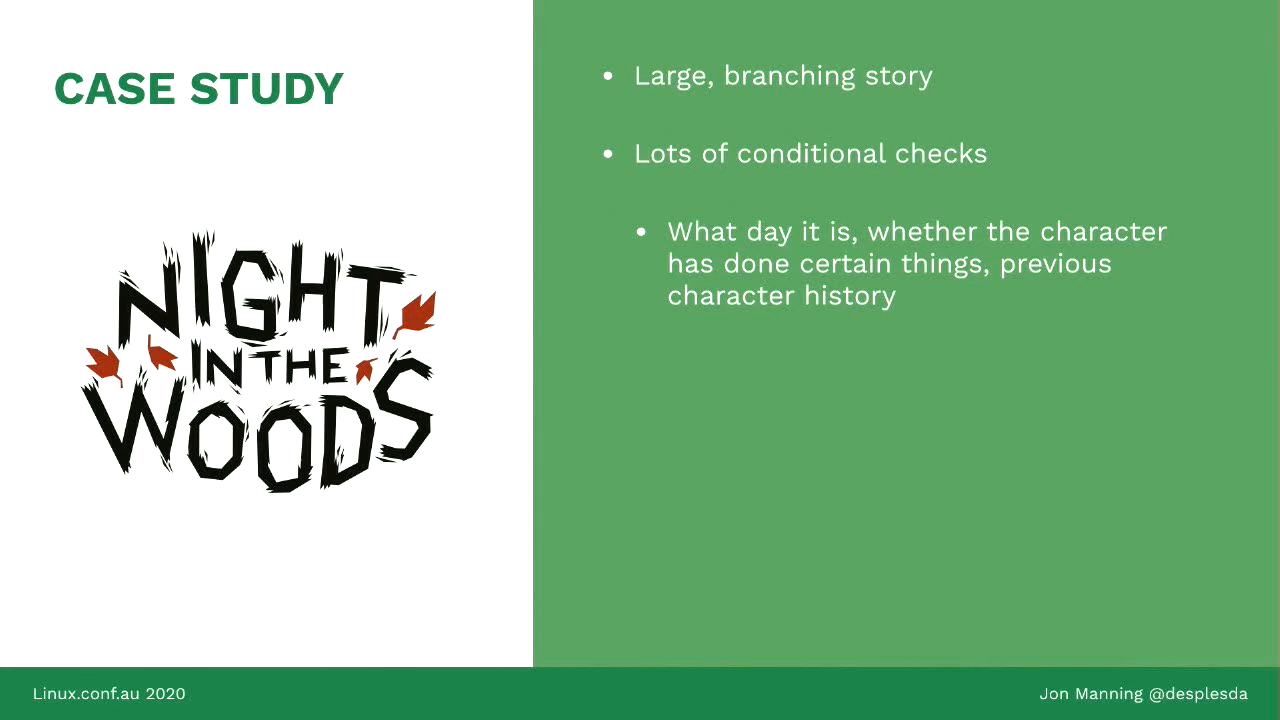 CASE STUDY
NIGHT
IN THE
WOODS
• Large, branching story
• Lots of conditional checks
• What day it is, whether the character
has done certain things, previous
character history
Linux.conf.au 2020
Jon Manning @desplesda